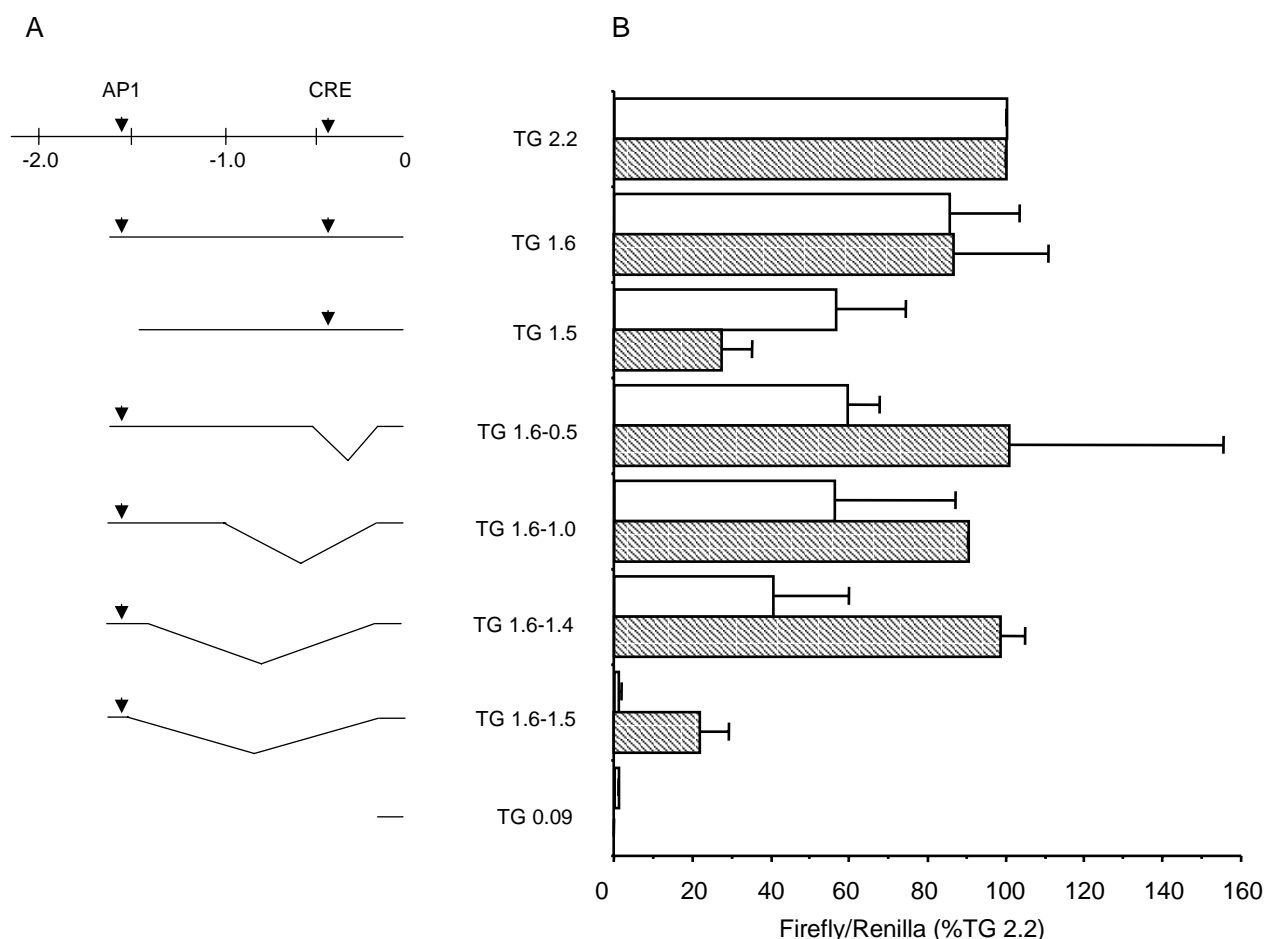 A
B
AP1 CRE
-2.0 -1.0 0
TG 2.2
TG 1.6
TG 1.5
TG 1.6-0.5
TG 1.6-1.0
TG 1.6-1.4
TG 1.6-1.5
TG 0.09
0 20 40 60 80 100 120 140 160
Firefly/Renilla (%TG 2.2)